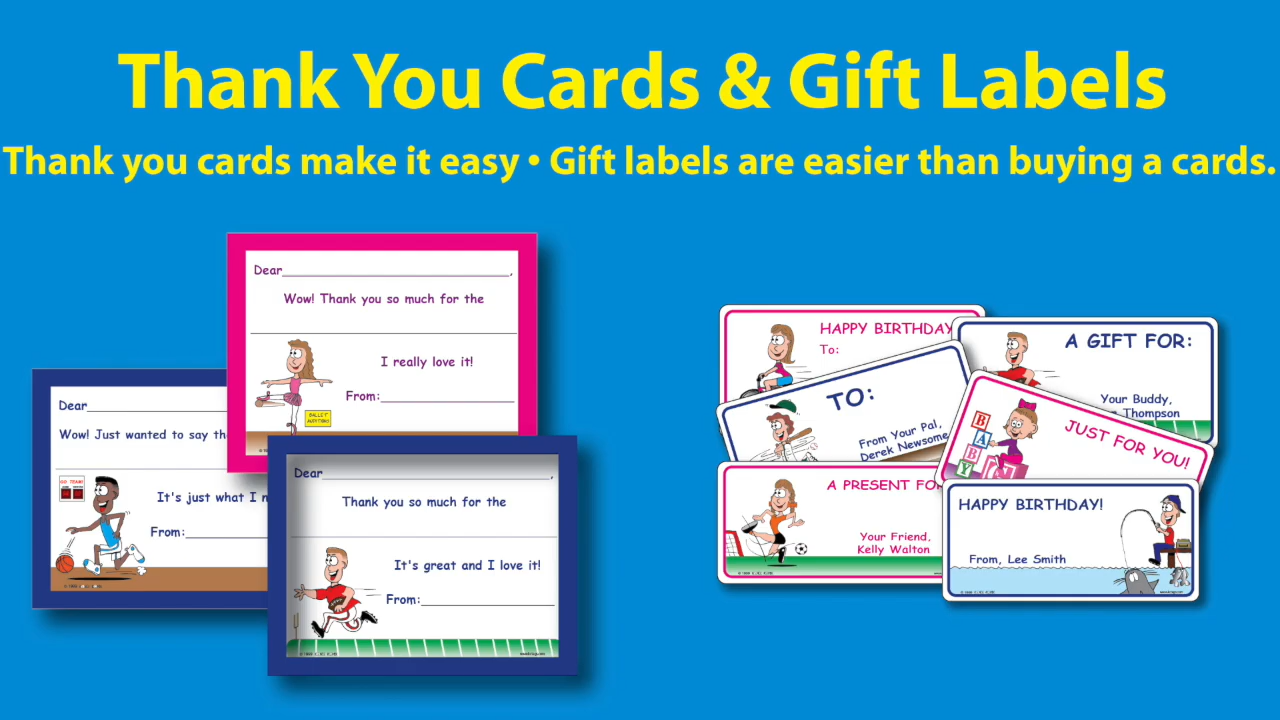 Thank You Cards & Gift Labels
Thank you cards make it easy • Gift labels are easier than buying a cards.
Dear,
Wow! Thank you so much for the
I really love it!
From:
BALLET
AUDITIONS
Dear
Wow! Just wanted to say th
GO TEAM!
It's just what I n
From:
Dear,
Thank you so much for the
It's great and I love it!
From:
HAPPY BIRTHDAY
To:
A GIFT FOR:
Your Buddy,
Thompson
TO:
From Your Pal,
Derek Newsome
JUST FOR YOU!
B
A
B
Y
A PRESENT FO
Your Friend,
Kelly Walton
HAPPY BIRTHDAY!
From, Lee Smith